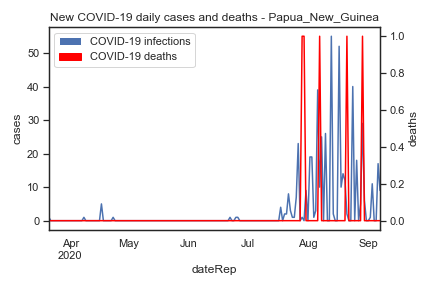 New COVID-19 daily cases and deaths - Papua_New_Guinea
COVID-19 infections
COVID-19 deaths
50
40
30
20
10
0
cases
1.0
0.8
0.6
0.4
0.2
0.0
deaths
Apr
2020
May
Jun
Jul
Aug
Sep
dateRep